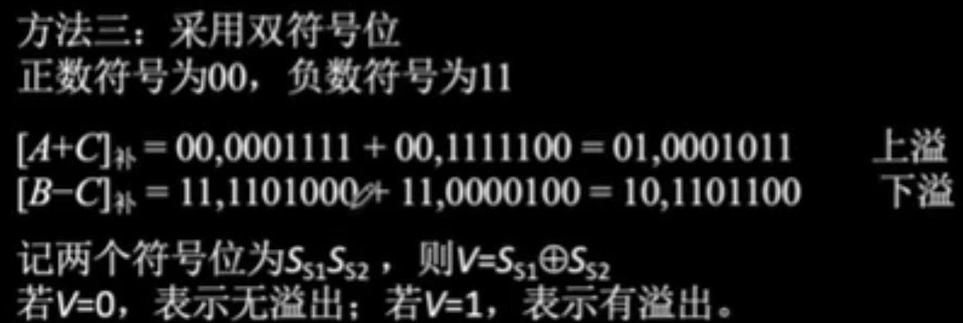 方法三：采用双符号位
正数符号为00，负数符号为11
[A+C]补 = 00,0001111 + 00,1111100 = 01,0001011 上溢
[B−C]补 = 11,1101000 + 11,0000100 = 10,1101100 下溢
记两个符号位为SS1SS2，则V=SS1⊕SS2
若V=0，表示无溢出；若V=1，表示有溢出。